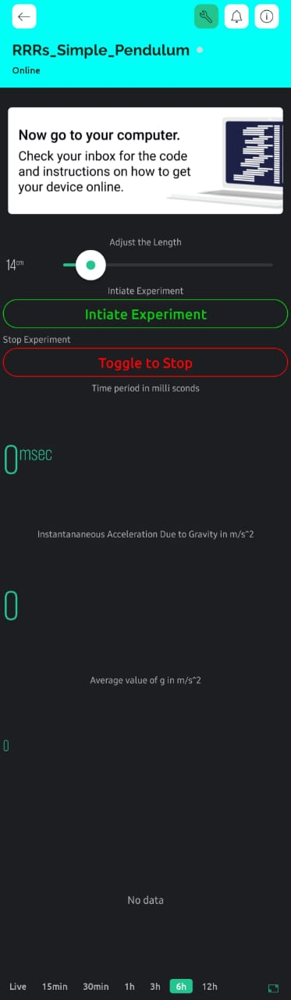 RRRs_Simple_Pendulum
Online
Now go to your computer.
Check your inbox for the code
and instructions on how to get
your device online.
Adjust the Length
14cm
Intiate Experiment
Intiate Experiment
Stop Experiment
Toggle to Stop
Time period in milli sconds
0msec
Instantananeous Acceleration Due to Gravity in m/s^2
0
Average value of g in m/s^2
0
No data
Live 15min 30min 1h 3h 6h 12h